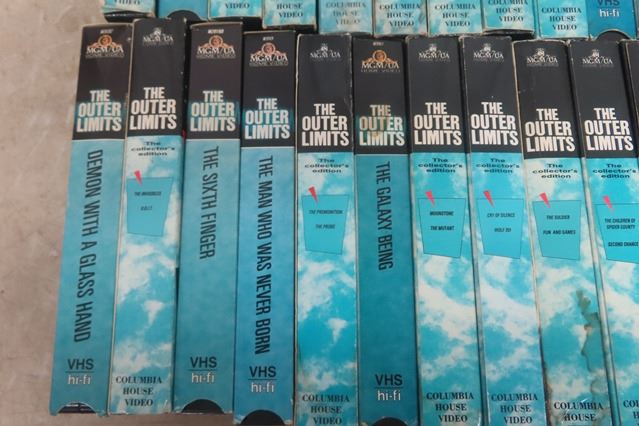 HOUSE
VIDEO
COLUMBIA
HOUSE
VIDEO
COLUMBIA
HOUSE
VIDEO
COLUMBIA
HOUSE
VIDEO
COLUMBIA
HOUSE
VIDEO
VHS
hi-fi
MGM/UA
HOME VIDEO
THE
OUTER
LIMITS
DEMON WITH A GLASS HAND
VHS
hi-fi
MGM/UA
THE
OUTER
LIMITS
The
collector's
edition
THE INVISIBLES
O.B.I.T.
COLUMBIA
HOUSE
VIDEO
MGM/UA
HOME VIDEO
THE
OUTER
LIMITS
THE SIXTH FINGER
VHS
hi-fi
MGM/UA
HOME VIDEO
THE
OUTER
LIMITS
THE MAN WHO WAS NEVER BORN
VHS
hi-fi
MGM/UA
THE
OUTER
LIMITS
The
collector's
edition
THE PREMONITION
THE PROBE
COLUMBIA
HOUSE
VIDEO
MGM/UA
HOME VIDEO
THE
OUTER
LIMITS
THE GALAXY BEING
VHS
hi-fi
MGM/UA
THE
OUTER
LIMITS
The
collector's
edition
MOONSTONE
THE MUTANT
COLUMBIA
HOUSE
VIDEO
MGM/UA
THE
OUTER
LIMITS
The
collector's
edition
CRY OF SILENCE
WOLF 359
COLUMBIA
HOUSE
VIDEO
MGM/UA
THE
OUTER
LIMITS
The
collector's
edition
THE SOLDIER
FUN AND GAMES
COLUMBIA
HOUSE
MGM/UA
THE
OUTER
LIMITS
The
collector's
edition
THE CHILDREN OF
SPIDER COUNTY
SECOND CHANCE
COLUMBIA
HOUSE